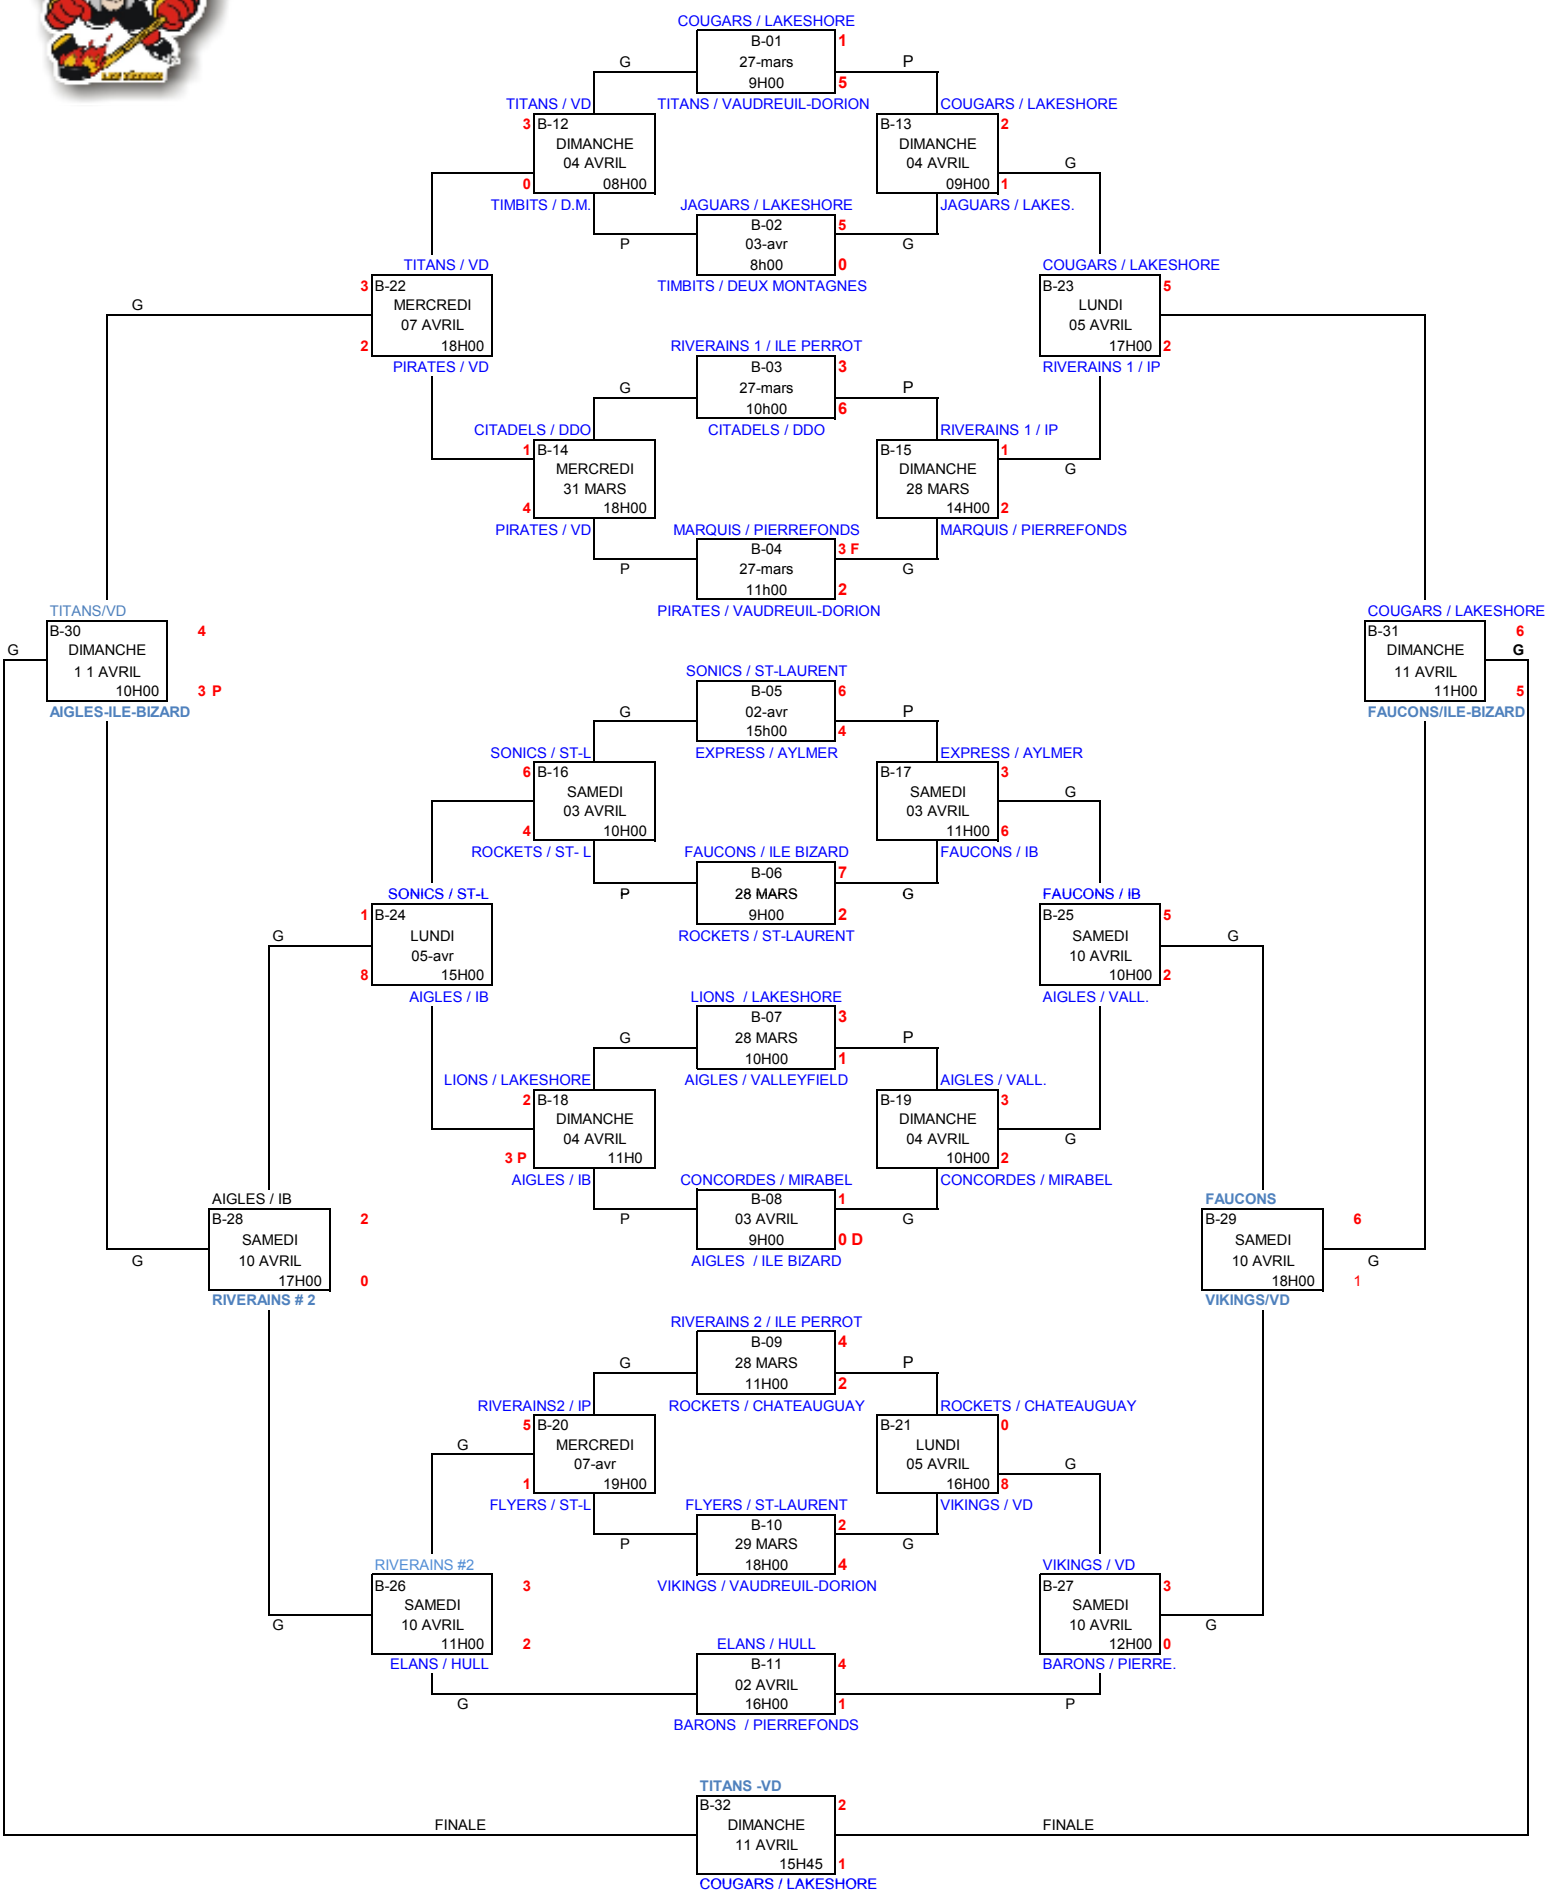 COUGARS / LAKESHORE
B-01 1
27-mars
G P
9H00 5
TITANS / VD TITANS / VAUDREUIL-DORION COUGARS / LAKESHORE
3 B-12 B-13 2
DIMANCHE DIMANCHE
04 AVRIL 04 AVRIL G
0 08H00 09H00 1
TIMBITS / D.M. JAGUARS / LAKESHORE JAGUARS / LAKES.
B-02 5
P 03-avr G
8h00 0
TITANS / VD COUGARS / LAKESHORE
TIMBITS / DEUX MONTAGNES
3 B-22 B-23 5
G MERCREDI LUNDI
07 AVRIL 05 AVRIL
2 18H00 17H00 2
RIVERAINS 1 / ILE PERROT
PIRATES / VD B-03 3 RIVERAINS 1 / IP
G 27-mars P
10h00 6
CITADELS / DDO CITADELS / DDO RIVERAINS 1 / IP
1 B-14 B-15 1
MERCREDI DIMANCHE G
31 MARS 28 MARS
4 18H00 14H00 2
PIRATES / VD MARQUIS / PIERREFONDS MARQUIS / PIERREFONDS
B-04 3 F
P 27-mars G
11h00 2
TITANS/VD PIRATES / VAUDREUIL-DORION COUGARS / LAKESHORE
B-30 4 B-31 6
G DIMANCHE DIMANCHE G
1 1 AVRIL 11 AVRIL
10H00 3 P 11H00 5
AIGLES-ILE-BIZARD FAUCONS/ILE-BIZARD
SONICS / ST-LAURENT
B-05 6
G 02-avr P
15h00 4
SONICS / ST-L EXPRESS / AYLMER EXPRESS / AYLMER
6 B-16 B-17 3
SAMEDI SAMEDI G
03 AVRIL 03 AVRIL
4 10H00 11H00 6
ROCKETS / ST- L FAUCONS / ILE BIZARD FAUCONS / IB
B-06 7
SONICS / ST-L P 28 MARS G FAUCONS / IB
1 B-24 9H00 2 B-25 5
G LUNDI ROCKETS / ST-LAURENT SAMEDI G
05-avr 10 AVRIL
8 15H00 10H00 2
AIGLES / IB LIONS / LAKESHORE AIGLES / VALL.
B-07 3
G 28 MARS P
10H00 1
LIONS / LAKESHORE AIGLES / VALLEYFIELD AIGLES / VALL.
2 B-18 B-19 3
DIMANCHE DIMANCHE
04 AVRIL 04 AVRIL G
3 P 11H0 10H00 2
AIGLES / IB CONCORDES / MIRABEL CONCORDES / MIRABEL
AIGLES / IB B-08 1 FAUCONS
B-28 2 P 03 AVRIL G B-29 6
SAMEDI 9H00 0 D SAMEDI
G 10 AVRIL AIGLES / ILE BIZARD 10 AVRIL G
17H00 0 18H00 1
RIVERAINS # 2 VIKINGS/VD
RIVERAINS 2 / ILE PERROT
B-09 4
G 28 MARS P
11H00 2
RIVERAINS2 / IP ROCKETS / CHATEAUGUAY ROCKETS / CHATEAUGUAY
5 B-20 B-21 0
G MERCREDI LUNDI
07-avr 05 AVRIL G
1 19H00 16H00 8
FLYERS / ST-L FLYERS / ST-LAURENT VIKINGS / VD
B-10 2
P 29 MARS G
RIVERAINS #2 18H00 4 VIKINGS / VD
B-26 3 VIKINGS / VAUDREUIL-DORION B-27 3
SAMEDI SAMEDI
G 10 AVRIL 10 AVRIL G
11H00 2 ELANS / HULL 12H00 0
ELANS / HULL B-11 4 BARONS / PIERRE.
02 AVRIL
G 16H00 1 P
BARONS / PIERREFONDS
TITANS -VD
B-32 2
FINALE DIMANCHE FINALE
11 AVRIL
15H45 1
COUGARS / LAKESHORE